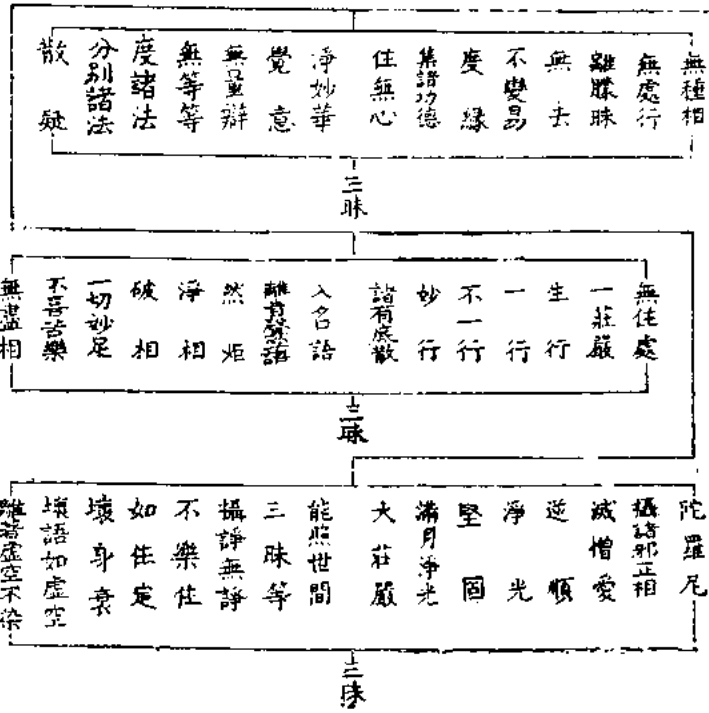 無種相
無處行
離朦昧
無去
不變易
度緣
集諸功德
住無心
淨妙華
覺意
無量辯
無等等
度諸法
分別諸法
散疑
三昧
無住處
一莊嚴
生行
一行
不一行
妙行
諸有底散
入名語
離音聲語
然炬
淨相
破相
一切妙足
不喜苦樂
無盡相
三昧
陀羅尼
攝諸邪正相
滅憎愛
逆順
淨光
堅固
滿月淨光
大莊嚴
能照世間
三昧等
攝諍無諍
不樂住
如住定
壞身衰
壞語如虛空
離著虛空不染
三昧